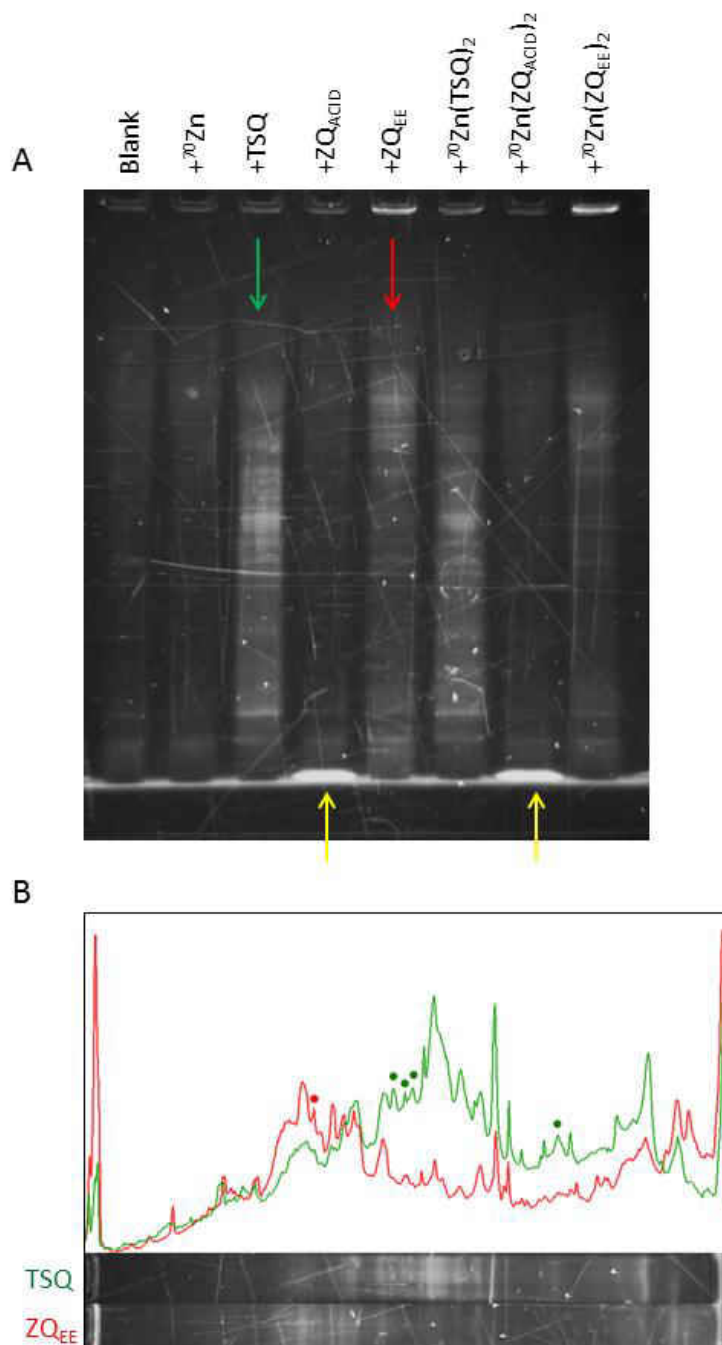 Blank
+⁷⁰Zn
+TSQ
+ZQACID
+ZQEE
+⁷⁰Zn(TSQ)₂
+⁷⁰Zn(ZQACID)₂
+⁷⁰Zn(ZQEE)₂
A
B
TSQ
ZQEE